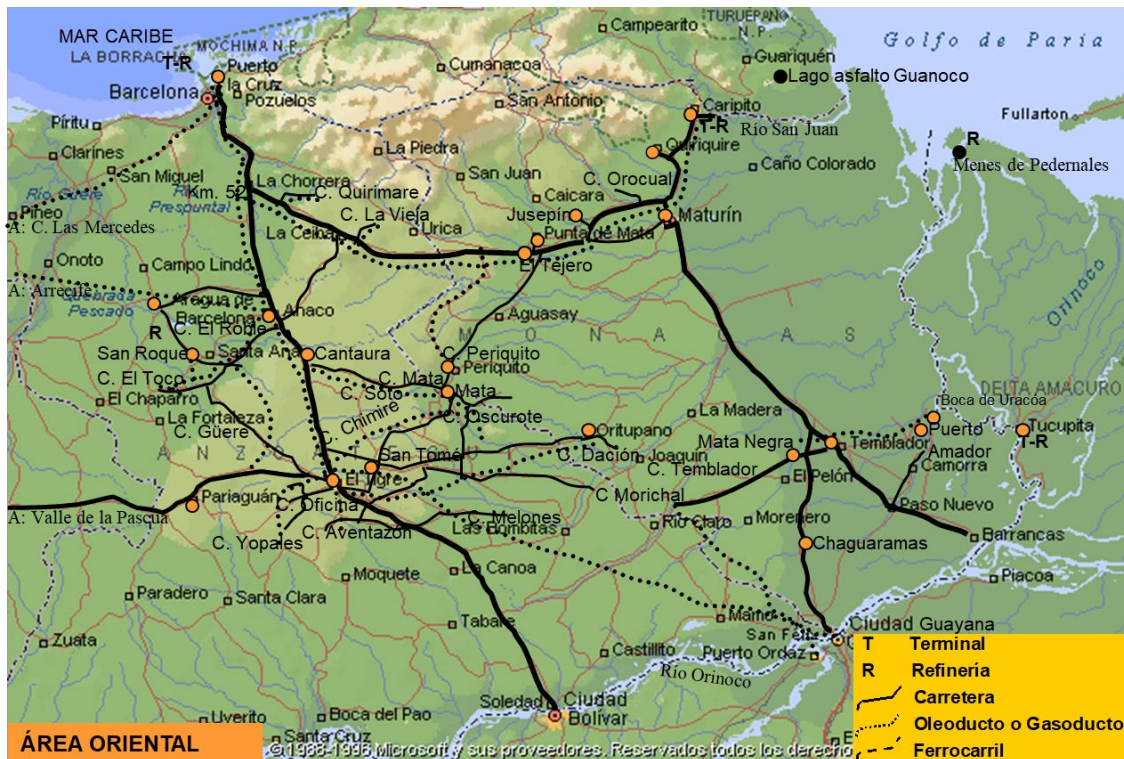 MAR CARIBE
LA BORRACHA
MOCHIMA N.P.
Campearito
TURUÉPANO
N.P.
Golfo de Paria
T-R
Puerto
la Cruz
Cumanacoa
Guariquén
Lago asfalto Guanoco
Barcelona
Pozuelos
San Antonio
Caripito
T-R
Río San Juan
Fullarton
Píritu
Clarines
La Piedra
Quiriquire
R
Menes de Pedernales
San Miguel
La Chorrera
San Juan
C. Orocual
Caño Colorado
Río Guere
Km. 52
Prespuntal
C. Quirimare
Caicara
Piñeo
C. La Vieja
Jusepín
Maturín
A: C. Las Mercedes
La Ceiba
Urica
Punta de Mata
Onoto
Campo Lindo
El Tejero
A: Arrecife
Quebrada
Pescado
Aragua de
Barcelona
Anaco
Aguasay
Orinoco
R
C. El Roble
M O N A G A S
San Roque
Santa Ana
Cantaura
C. Periquito
Periquito
C. El Toco
C. Mata
C. Soto
Mata
DELTA AMACURO
El Chaparro
Boca de Uracoa
La Fortaleza
C. Chimire
C. Oscurote
La Madera
C. Güere
Oritupano
Mata Negra
Puerto
Amador
Tucupita
T-R
A N Z O A T E G U I
San Tomé
C. Dación
Joaquín
Temblador
C. Temblador
El Pelón
Camorra
El Tigre
Pariaguán
C. Oficina
C Morichal
Paso Nuevo
A: Valle de la Pascua
C. Melones
Río Claro
Morenero
C. Yopales
C. Aventazón
Las Bombitas
Chaguaramas
Barrancas
Moquete
La Canoa
Piacoa
Paradero
Santa Clara
Tabare
Mamo
Ciudad Guayana
San Félix
Zuata
Castillito
Puerto Ordaz
Río Orinoco
Soledad
Ciudad
Bolívar
Uverito
Boca del Pao
Santa Cruz
T Terminal
R Refinería
Carretera
Oleoducto o Gasoducto
Ferrocarril
ÁREA ORIENTAL
©1988-1996 Microsoft y sus proveedores. Reservados todos los derecho